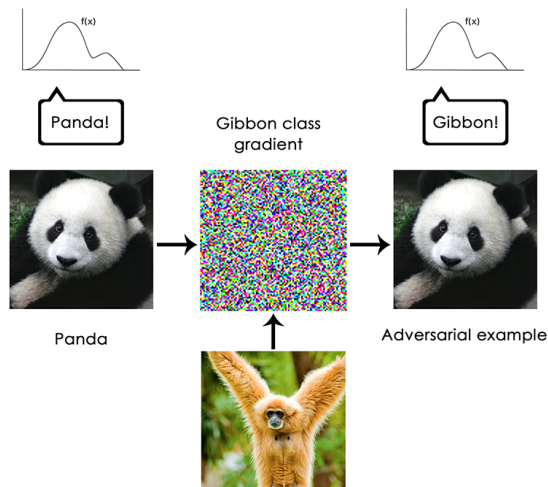 f(x)
f(x)
Panda!
Gibbon!
Gibbon class
gradient
Panda
Adversarial example